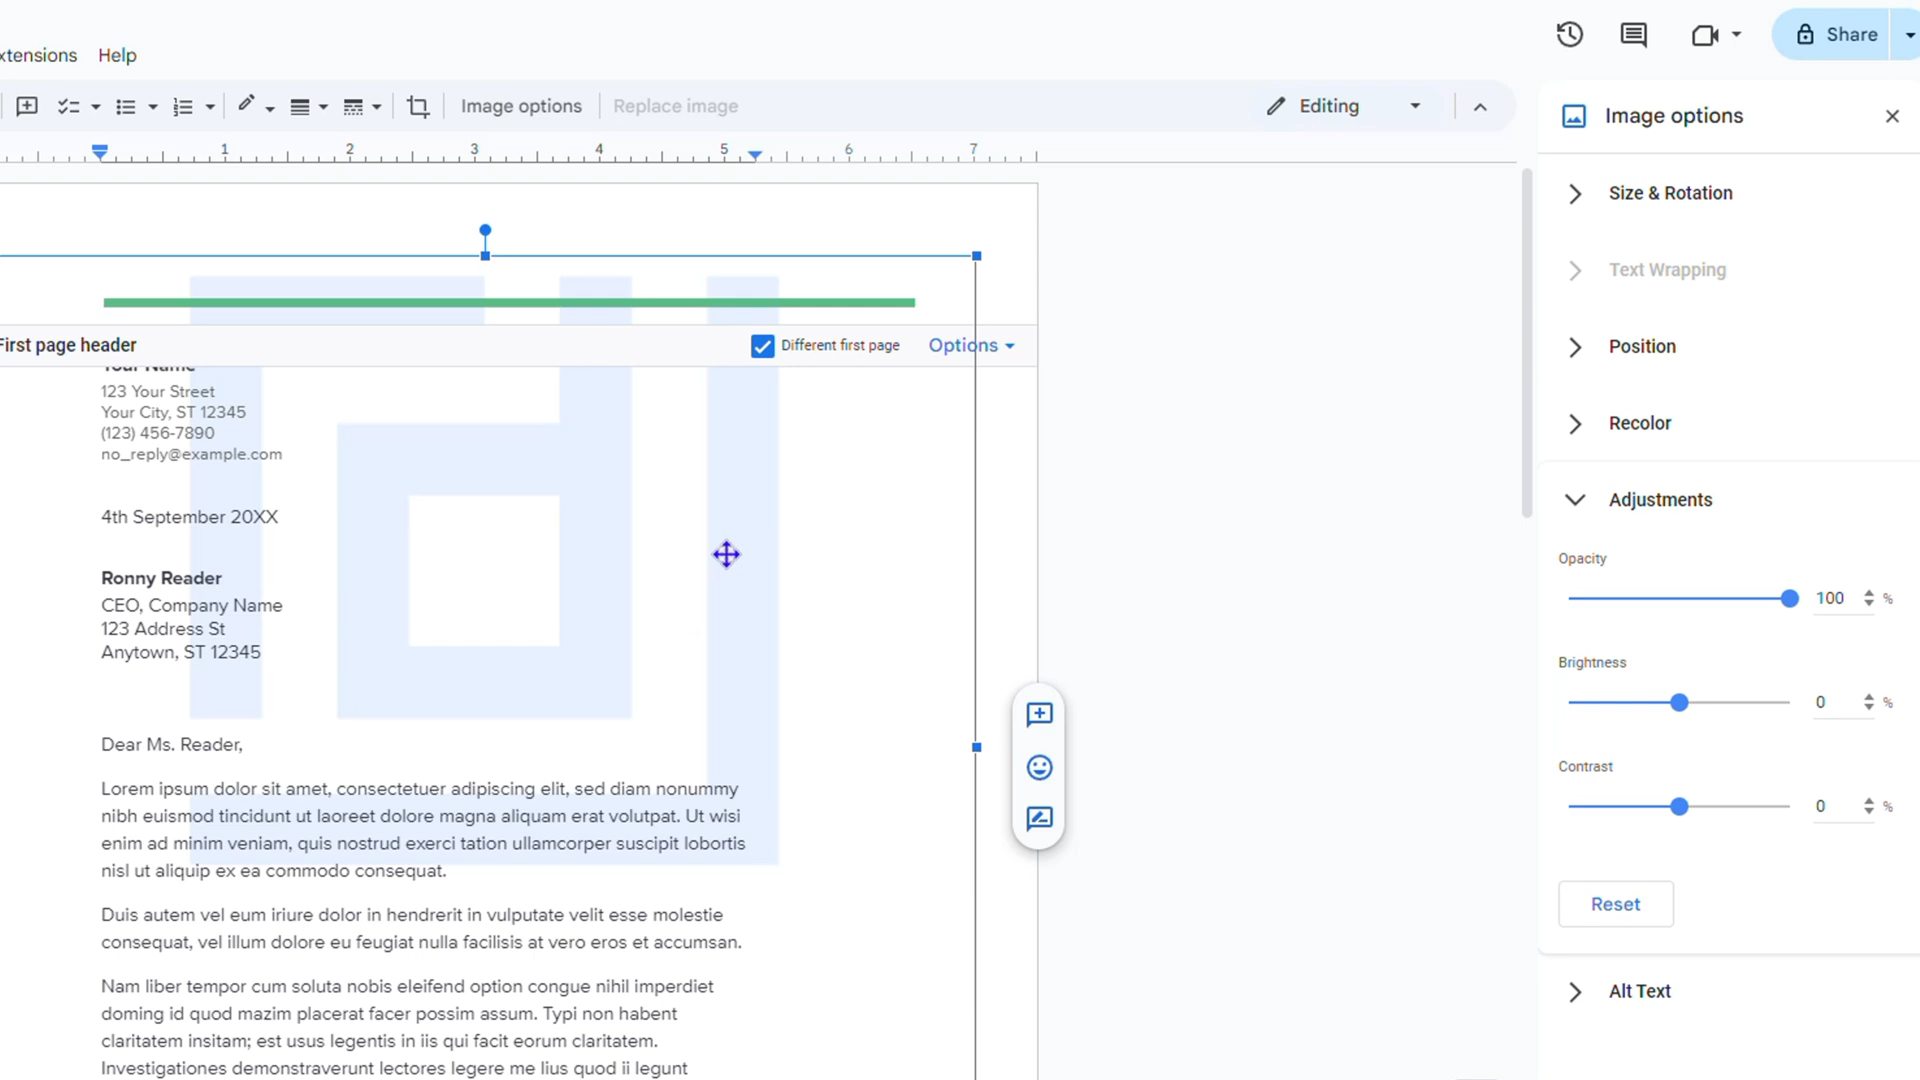 xtensions Help
Share
Image options Replace image
Editing
Image options
1 2 3 4 5 6 7
Size & Rotation
Text Wrapping
Position
Recolor
Adjustments
Opacity
100 %
Brightness
0 %
Contrast
0 %
Reset
Alt Text
First page header
Different first page
Options
Your Name
123 Your Street
Your City, ST 12345
(123) 456-7890
no_reply@example.com
4th September 20XX
Ronny Reader
CEO, Company Name
123 Address St
Anytown, ST 12345
Dear Ms. Reader,
Lorem ipsum dolor sit amet, consectetuer adipiscing elit, sed diam nonummy
nibh euismod tincidunt ut laoreet dolore magna aliquam erat volutpat. Ut wisi
enim ad minim veniam, quis nostrud exerci tation ullamcorper suscipit lobortis
nisl ut aliquip ex ea commodo consequat.
Duis autem vel eum iriure dolor in hendrerit in vulputate velit esse molestie
consequat, vel illum dolore eu feugiat nulla facilisis at vero eros et accumsan.
Nam liber tempor cum soluta nobis eleifend option congue nihil imperdiet
doming id quod mazim placerat facer possim assum. Typi non habent
claritatem insitam; est usus legentis in iis qui facit eorum claritatem.
Investigationes demonstraverunt lectores legere me lius quod ii legunt